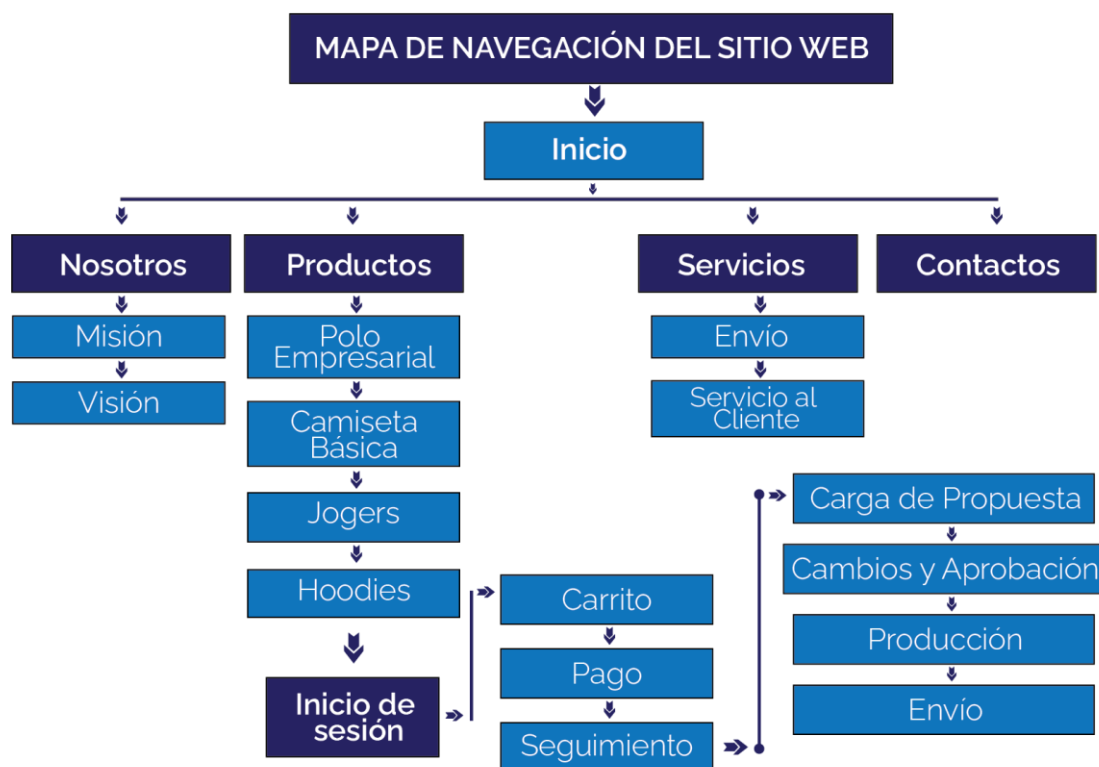 MAPA DE NAVEGACIÓN DEL SITIO WEB
Inicio
Nosotros
Productos
Servicios
Contactos
Misión
Visión
Polo
Empresarial
Camiseta
Básica
Jogers
Hoodies
Inicio de
sesión
Envío
Servicio al
Cliente
Carrito
Pago
Seguimiento
Carga de Propuesta
Cambios y Aprobación
Producción
Envío